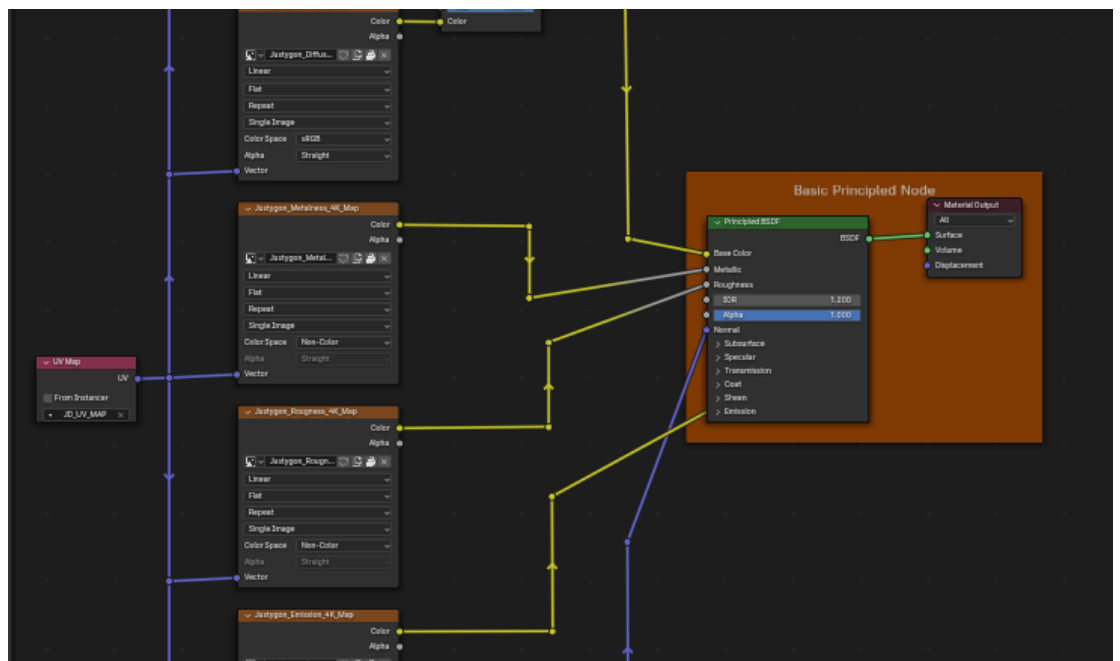 Color
Alpha
Color
Justygon_Diffus...
Linear
Flat
Repeat
Single Image
Color Space sRGB
Alpha Straight
Vector
Justygon_Metalness_4K_Map
Color
Alpha
Justygon_Metal...
Linear
Flat
Repeat
Single Image
Color Space Non-Color
Alpha Straight
Vector
UV Map
UV
From Instancer
JD_UV_MAP
Justygon_Rougness_4K_Map
Color
Alpha
Justygon_Rougn...
Linear
Flat
Repeat
Single Image
Color Space Non-Color
Alpha Straight
Vector
Justygon_Emission_4K_Map
Color
Alpha
Basic Principled Node
Principled BSDF
BSDF
Base Color
Metallic
Roughness
IOR 1.200
Alpha 1.000
Normal
Subsurface
Specular
Transmission
Coat
Sheen
Emission
Material Output
All
Surface
Volume
Displacement